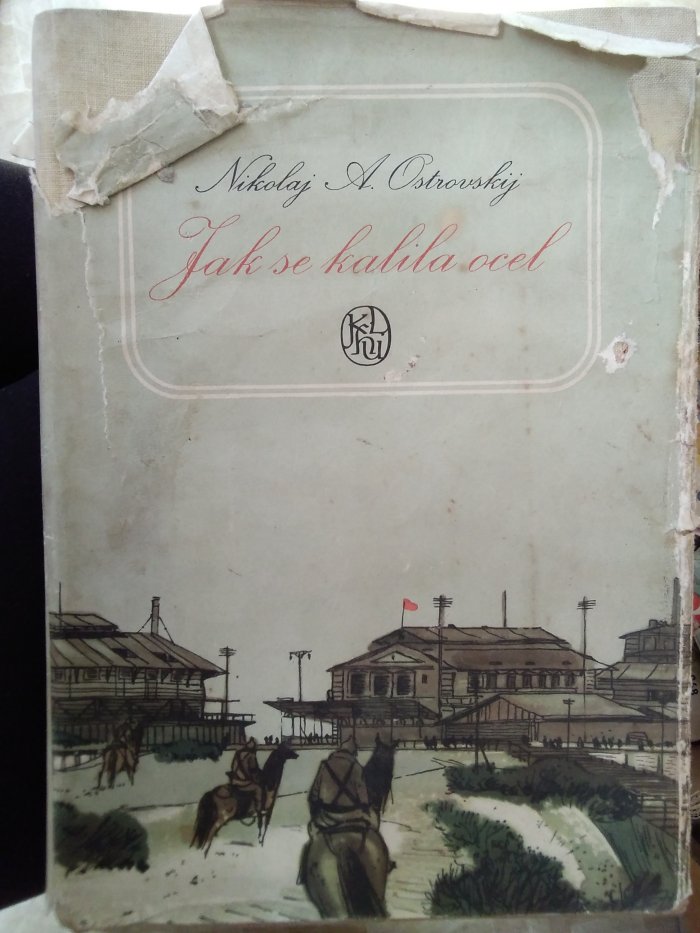 Nikolaj A. Ostrovskij
Jak se kalila ocel